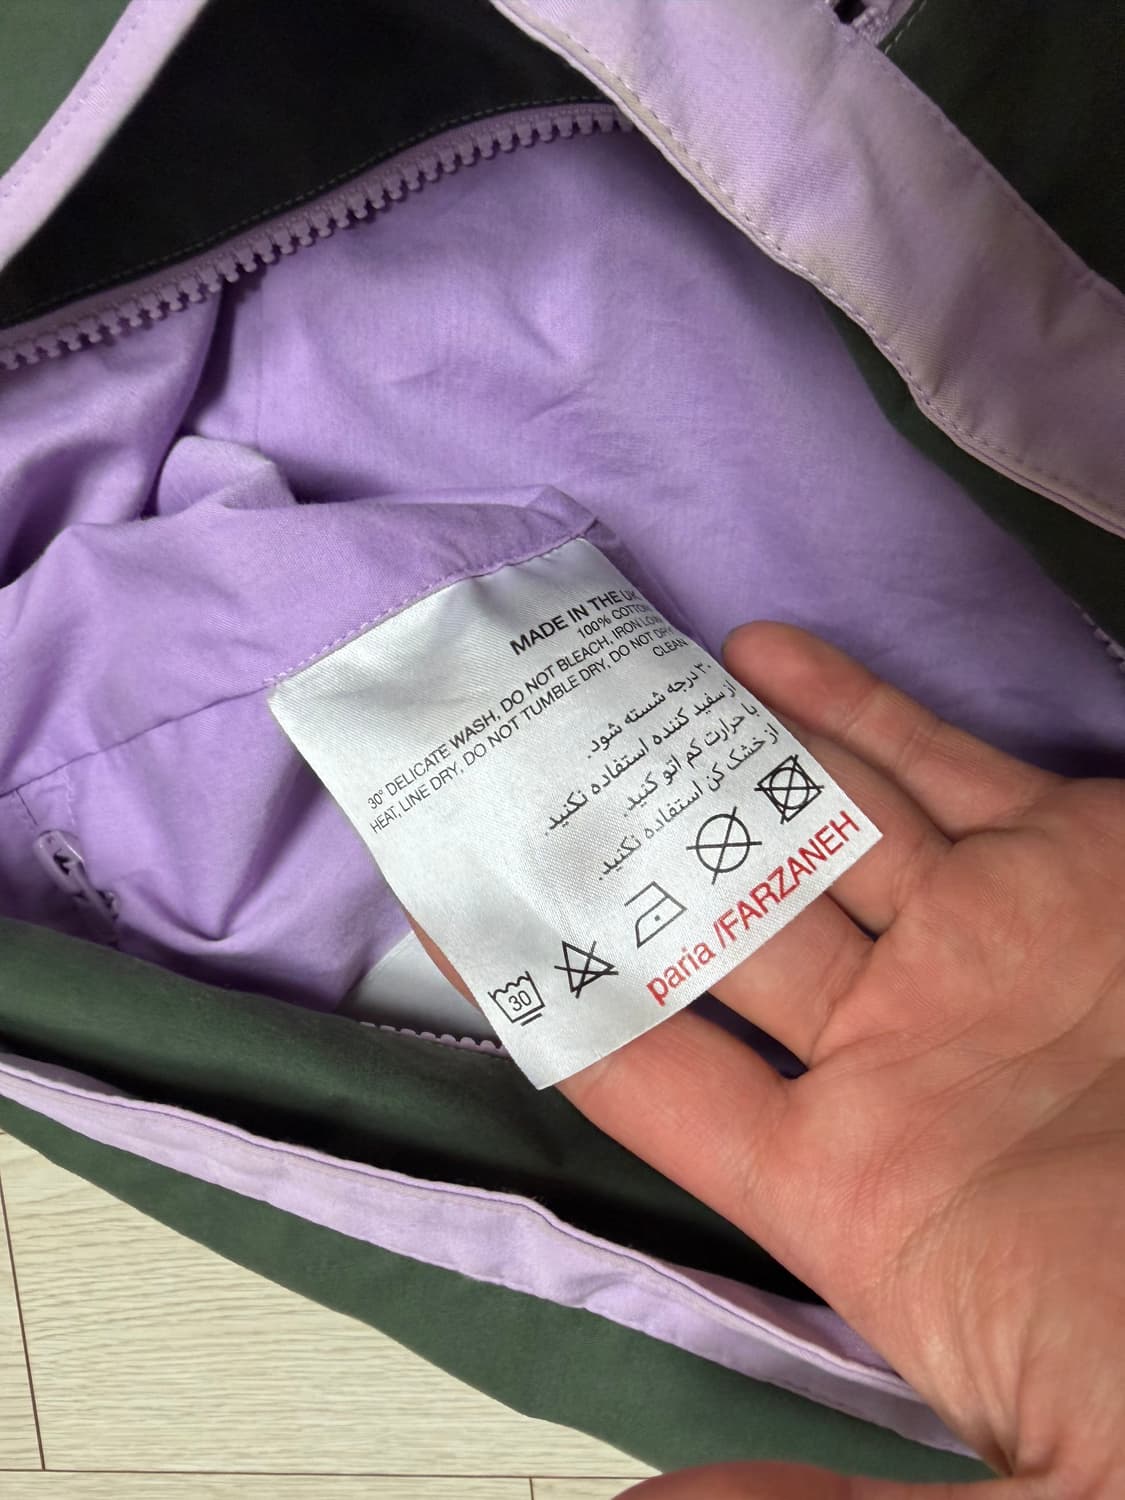 MADE IN THE UK
100% COTTON
30° DELICATE WASH, DO NOT BLEACH, IRON LOW
HEAT, LINE DRY, DO NOT TUMBLE DRY, DO NOT DRY
CLEAN
۳۰ درجه شسته شود.
از سفید کننده استفاده نکنید.
با حرارت کم اتو کنید.
از خشک کن استفاده نکنید.
30
paria /FARZANEH